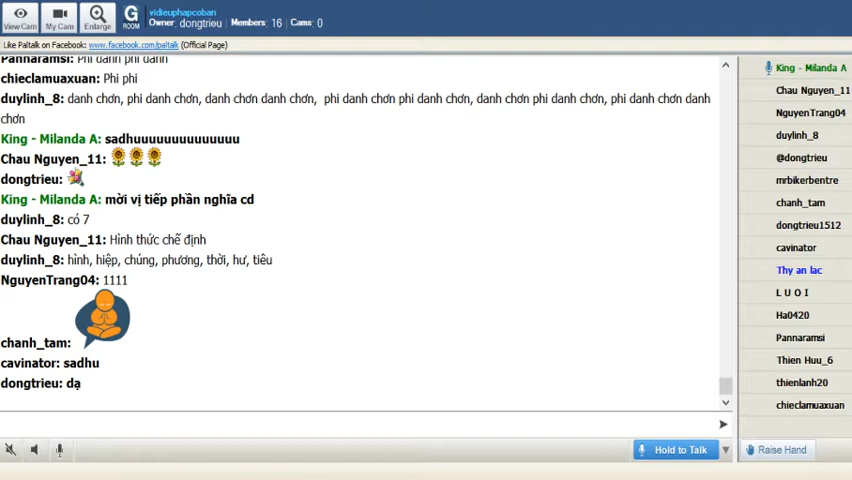 View Cam
My Cam
Enlarge
G
ROOM
vidieuphapcoban
Owner: dongtrieu Members: 16 Cams: 0
Like Paltalk on Facebook: www.facebook.com/paltalk (Official Page)
Pannaramsi: Phi danh phi danh
chieclamuaxuan: Phi phi
duylinh_8: danh chơn, phi danh chơn, danh chơn danh chơn, phi danh chơn phi danh chơn, danh chơn phi danh chơn, phi danh chơn danh
chơn
King - Milanda A: sadhuuuuuuuuuuuuuu
Chau Nguyen_11:
dongtrieu:
King - Milanda A: mời vị tiếp phần nghĩa cd
duylinh_8: có 7
Chau Nguyen_11: Hình thức chế định
duylinh_8: hình, hiệp, chúng, phương, thời, hư, tiêu
NguyenTrang04: 1111
chanh_tam:
cavinator: sadhu
dongtrieu: dạ
Hold to Talk
King - Milanda A
Chau Nguyen_11
NguyenTrang04
duylinh_8
@dongtrieu
mrbikerbentre
chanh_tam
dongtrieu1512
cavinator
Thy an lac
L U O I
Ha0420
Pannaramsi
Thien Huu_6
thienlanh20
chieclamuaxuan
Raise Hand